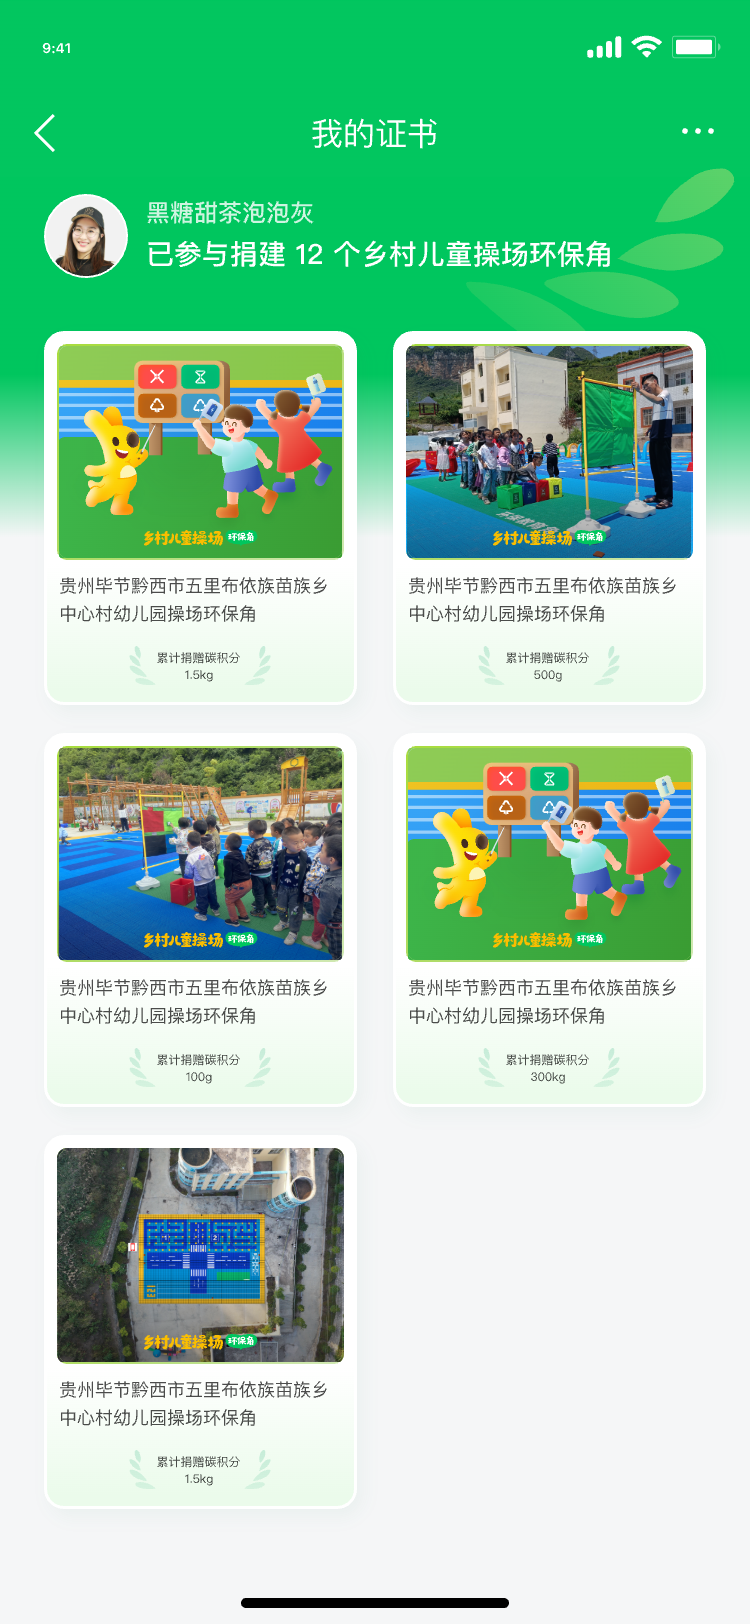 9:41
我的证书
黑糖甜茶泡泡灰
已参与捐建 12 个乡村儿童操场环保角
乡村儿童操场 环保角
乡村儿童操场 环保角
贵州毕节黔西市五里布依族苗族乡
中心村幼儿园操场环保角
累计捐赠碳积分
1.5kg
贵州毕节黔西市五里布依族苗族乡
中心村幼儿园操场环保角
累计捐赠碳积分
500g
乡村儿童操场 环保角
乡村儿童操场 环保角
贵州毕节黔西市五里布依族苗族乡
中心村幼儿园操场环保角
累计捐赠碳积分
100g
贵州毕节黔西市五里布依族苗族乡
中心村幼儿园操场环保角
累计捐赠碳积分
300kg
乡村儿童操场 环保角
贵州毕节黔西市五里布依族苗族乡
中心村幼儿园操场环保角
累计捐赠碳积分
1.5kg